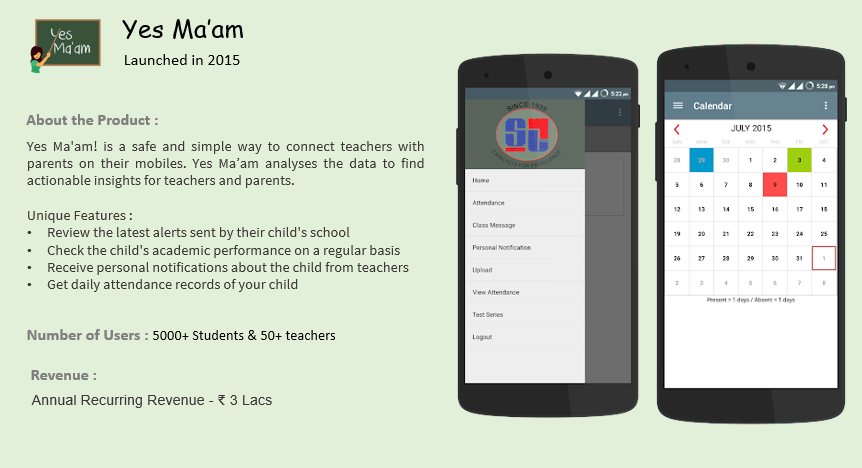 Yes
Ma'am
Yes Ma'am
Launched in 2015
About the Product :
Yes Ma'am! is a safe and simple way to connect teachers with
parents on their mobiles. Yes Ma'am analyses the data to find
actionable insights for teachers and parents.
Unique Features :
• Review the latest alerts sent by their child's school
• Check the child's academic performance on a regular basis
• Receive personal notifications about the child from teachers
• Get daily attendance records of your child
Number of Users : 5000+ Students & 50+ teachers
Revenue :
Annual Recurring Revenue - ₹ 3 Lacs
5:22 pm
SINCE 1999
Home
Attendance
Class Message
Personal Notification
Upload
View Attendance
Test Series
Logout
5:20 pm
Calendar
JULY 2015
SUN MON TUE WED THU FRI SAT
28 29 30 1 2 3 4
5 6 7 8 9 10 11
12 13 14 15 16 17 18
19 20 21 22 23 24 25
26 27 28 29 30 31 1
2 3 4 5 6 7 8
Present = 1 days / Absent = 1 days